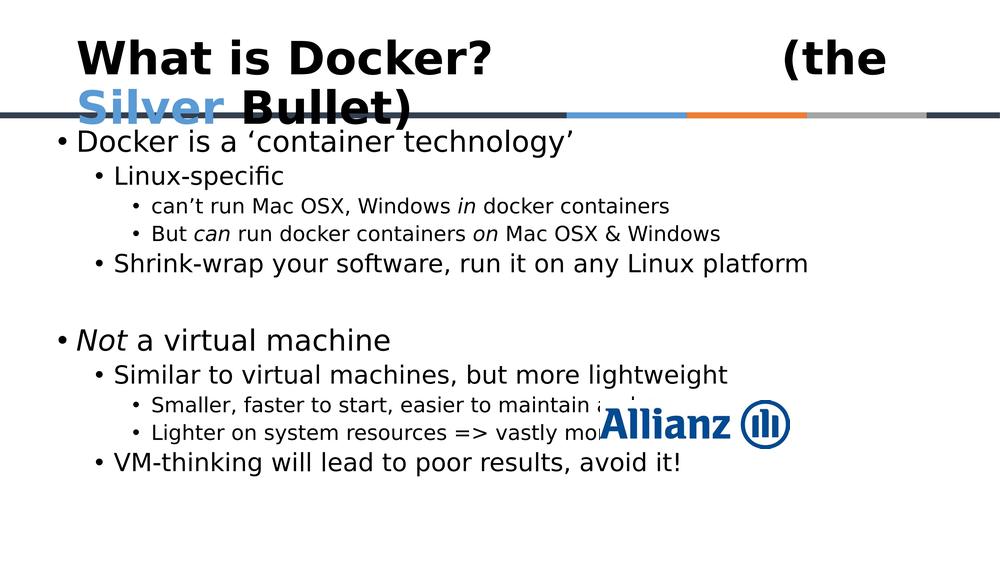 What is Docker? (the
Silver Bullet)
• Docker is a ‘container technology’
• Linux-specific
• can’t run Mac OSX, Windows in docker containers
• But can run docker containers on Mac OSX & Windows
• Shrink-wrap your software, run it on any Linux platform
• Not a virtual machine
• Similar to virtual machines, but more lightweight
• Smaller, faster to start, easier to maintain
• Lighter on system resources => vastly
Allianz
• VM-thinking will lead to poor results, avoid it!